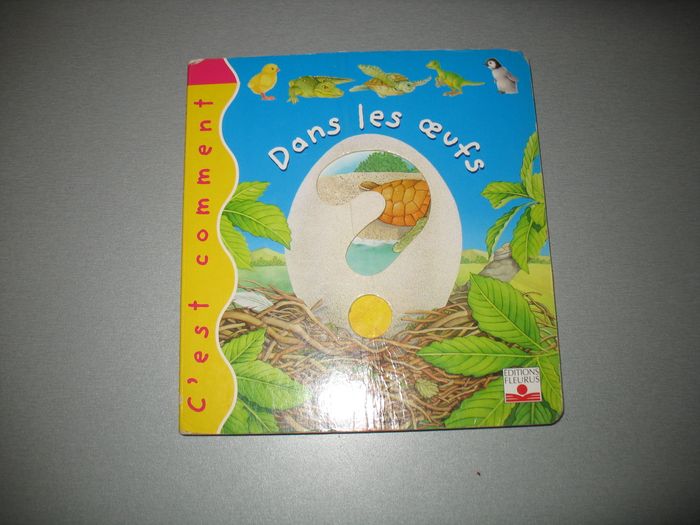 C'est comment
Dans les œufs
?
EDITIONS
FLEURUS